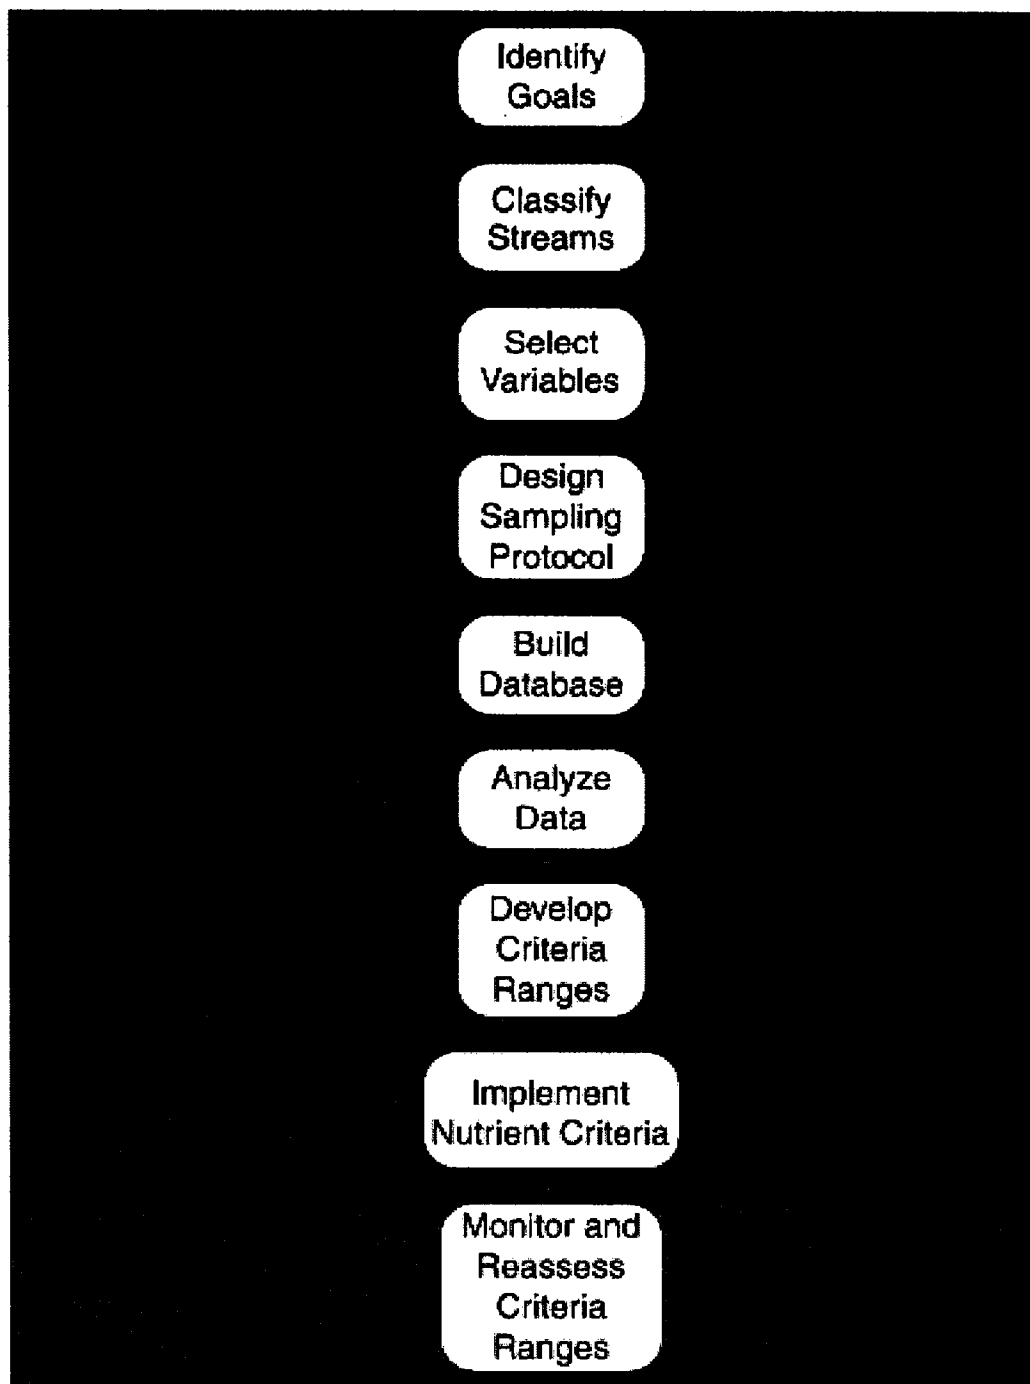 Identify
Goals
Classify
Streams
Select
Variables
Design
Sampling
Protocol
Build
Database
Analyze
Data
Develop
Criteria
Ranges
Implement
Nutrient Criteria
Monitor and
Reassess
Criteria
Ranges